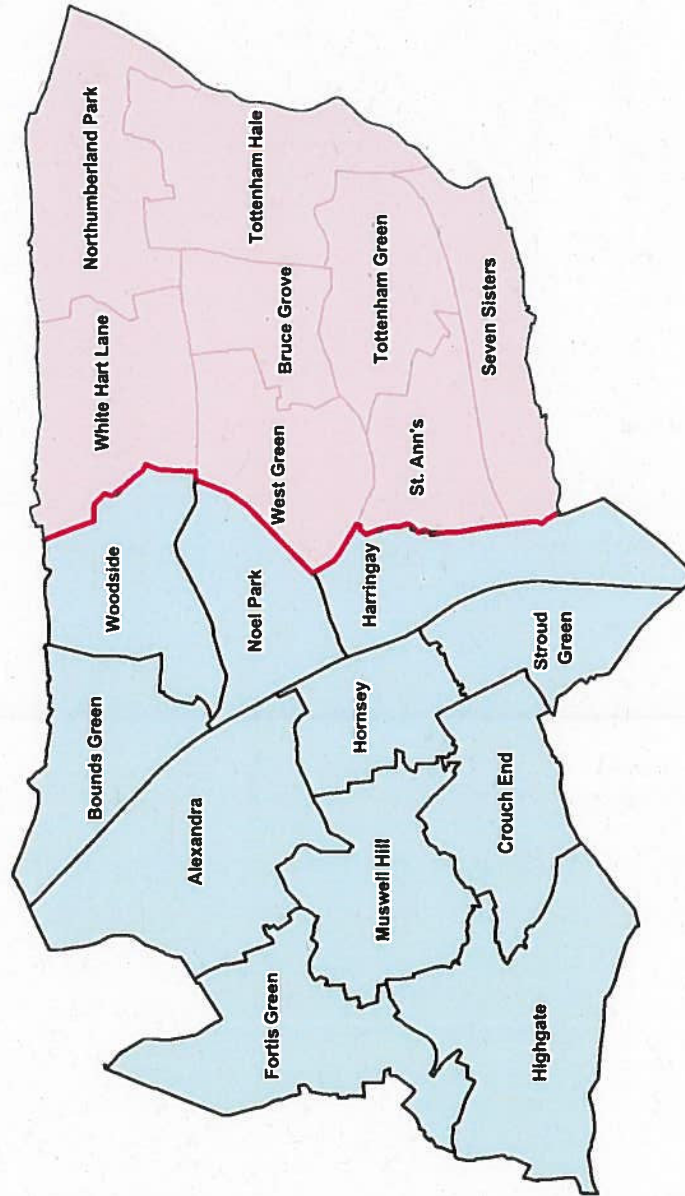 Northumberland Park
White Hart Lane
Tottenham Hale
Bruce Grove
Tottenham Green
Seven Sisters
West Green
St. Ann's
Woodside
Noel Park
Harringay
Bounds Green
Alexandra
Hornsey
Stroud
Green
Muswell Hill
Crouch End
Fortis Green
Highgate